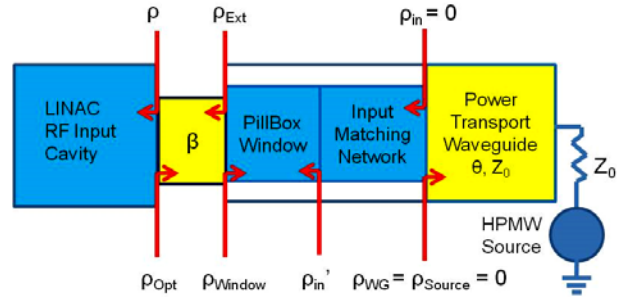 ρ ρExt ρin = 0
LINAC
RF Input
Cavity
β
PillBox
Window
Input
Matching
Network
Power
Transport
Waveguide
θ, Z0
Z0
HPMW
Source
ρOpt ρWindow ρin' ρWG = ρSource = 0